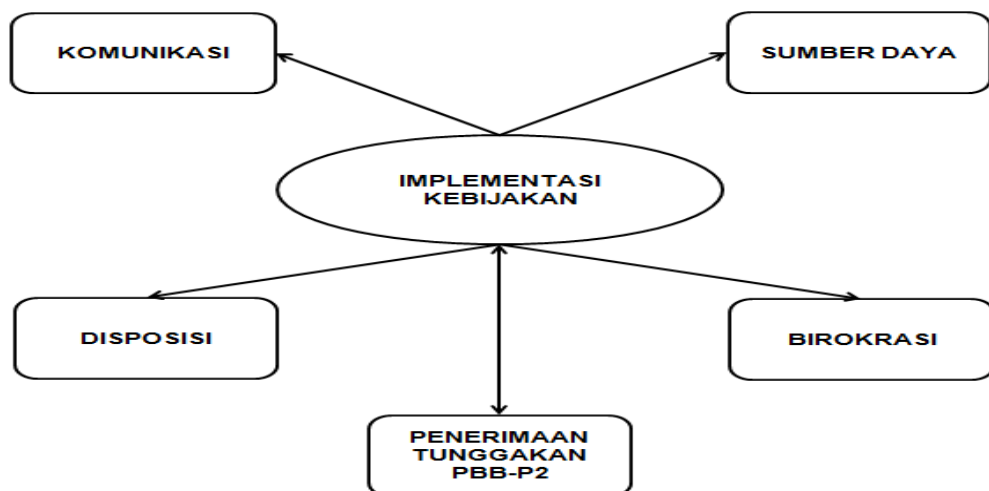 KOMUNIKASI
SUMBER DAYA
IMPLEMENTASI
KEBIJAKAN
DISPOSISI
BIROKRASI
PENERIMAAN
TUNGGAKAN
PBB-P2